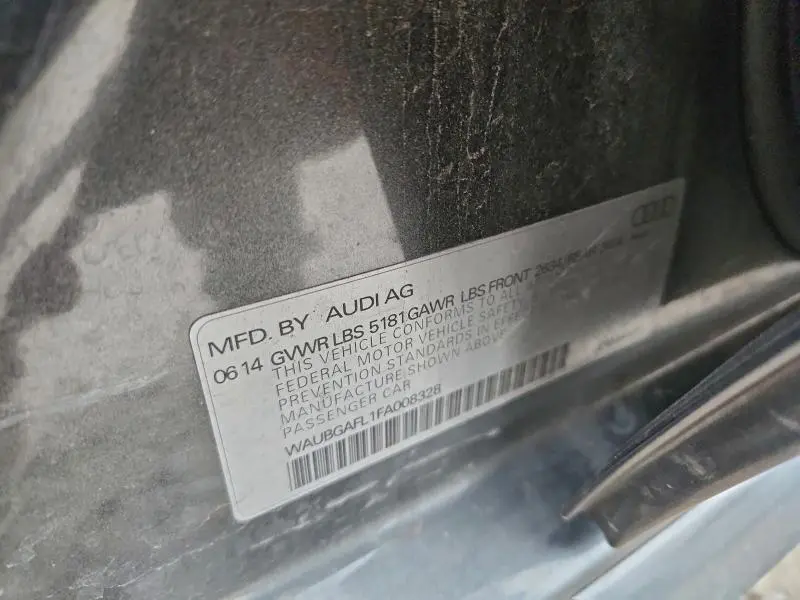 MFD. BY AUDI AG
06 14 GVWR LBS 5181 GAWR LBS FRONT
THIS VEHICLE CONFORMS TO ALL
FEDERAL MOTOR VEHICLE SAFETY
PREVENTION STANDARDS IN EFFECT
MANUFACTURE SHOWN ABOVE
PASSENGER CAR
WAUBGAFL1FA008328